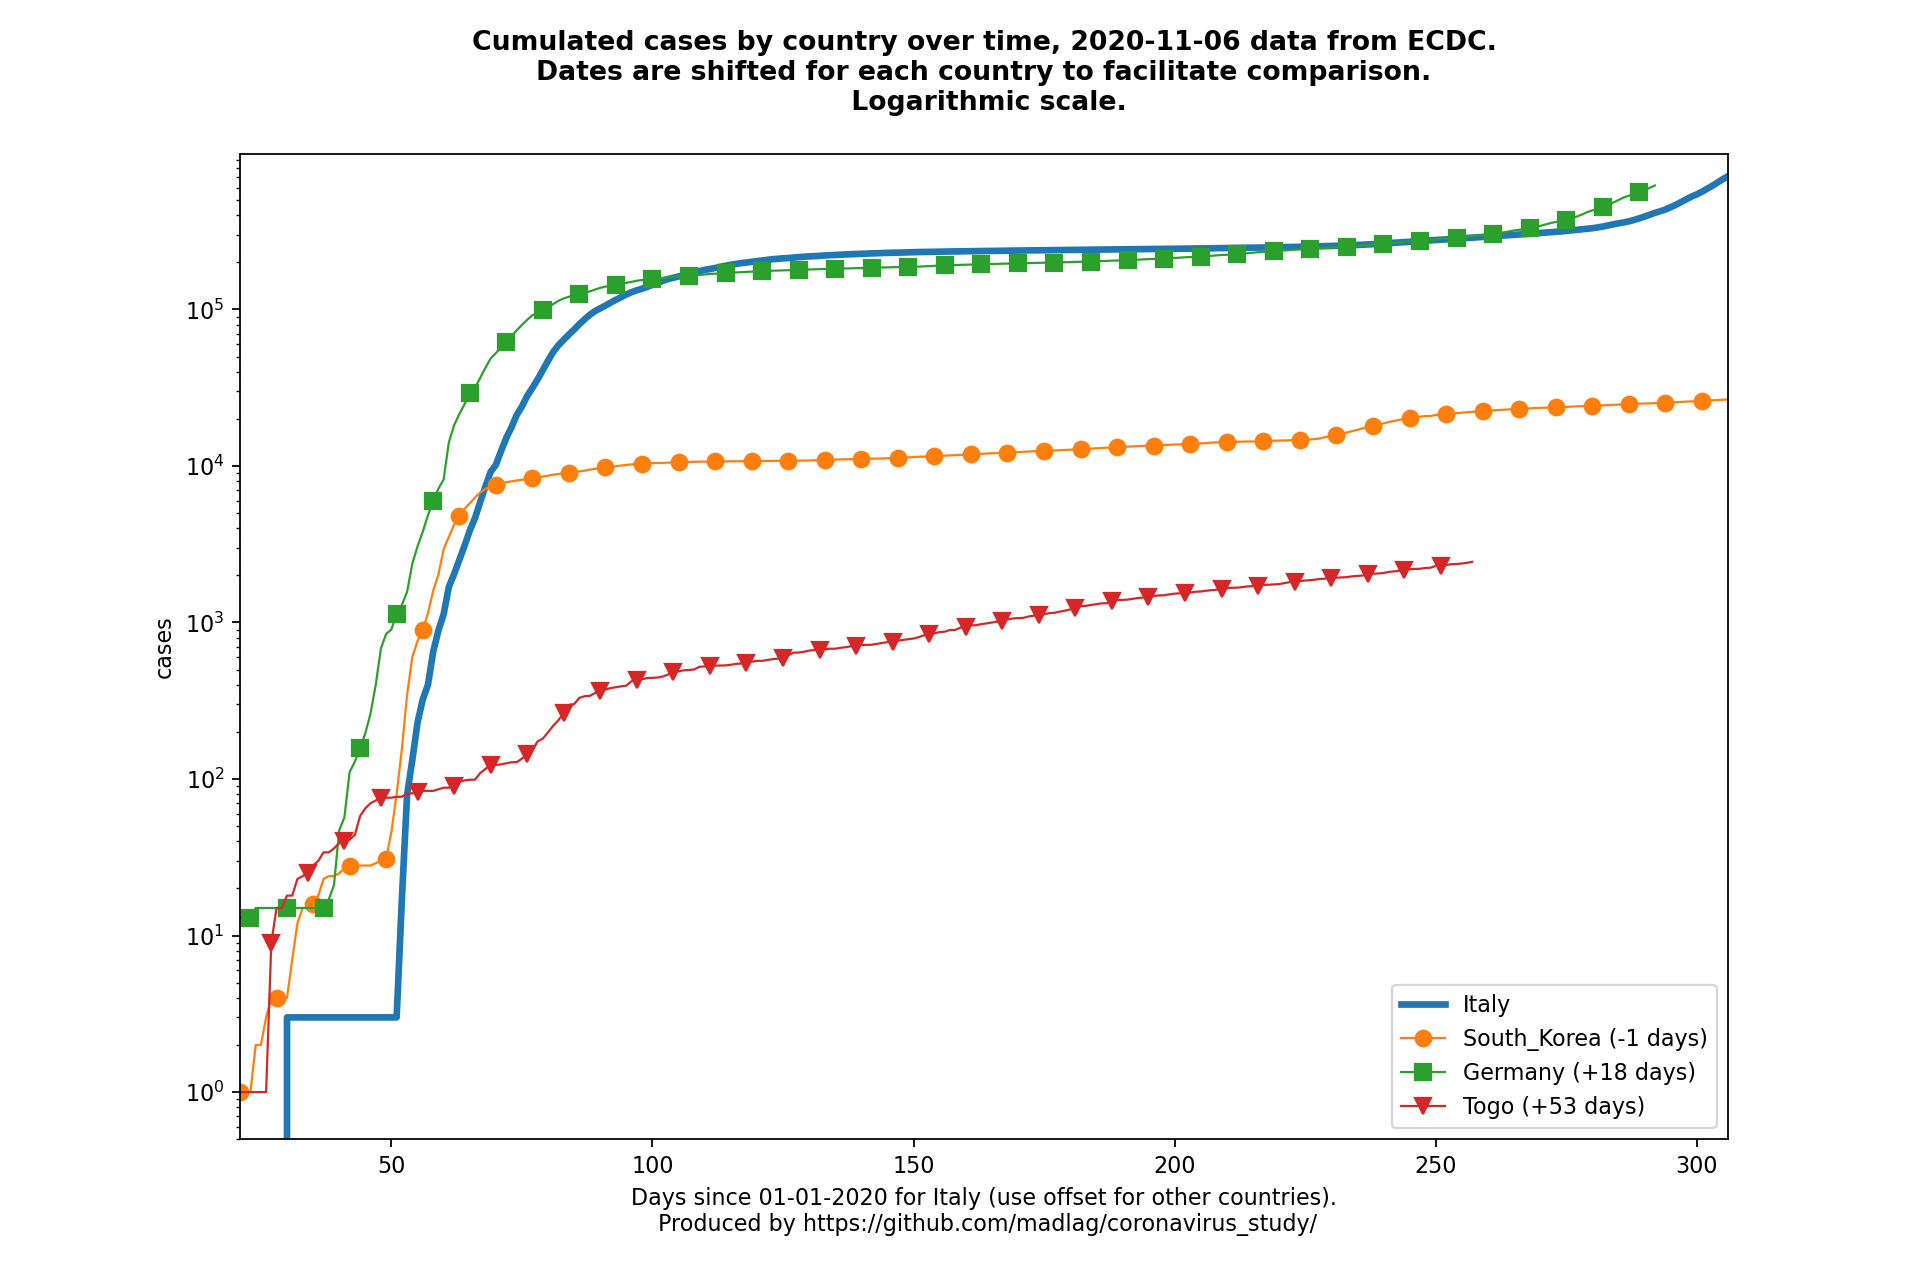 Cumulated cases by country over time, 2020-11-06 data from ECDC.
Dates are shifted for each country to facilitate comparison.
Logarithmic scale.
10^5
10^4
10^3
10^2
10^1
10^0
cases
Italy
South_Korea (-1 days)
Germany (+18 days)
Togo (+53 days)
50
100
150
200
250
300
Days since 01-01-2020 for Italy (use offset for other countries).
Produced by https://github.com/madlag/coronavirus_study/